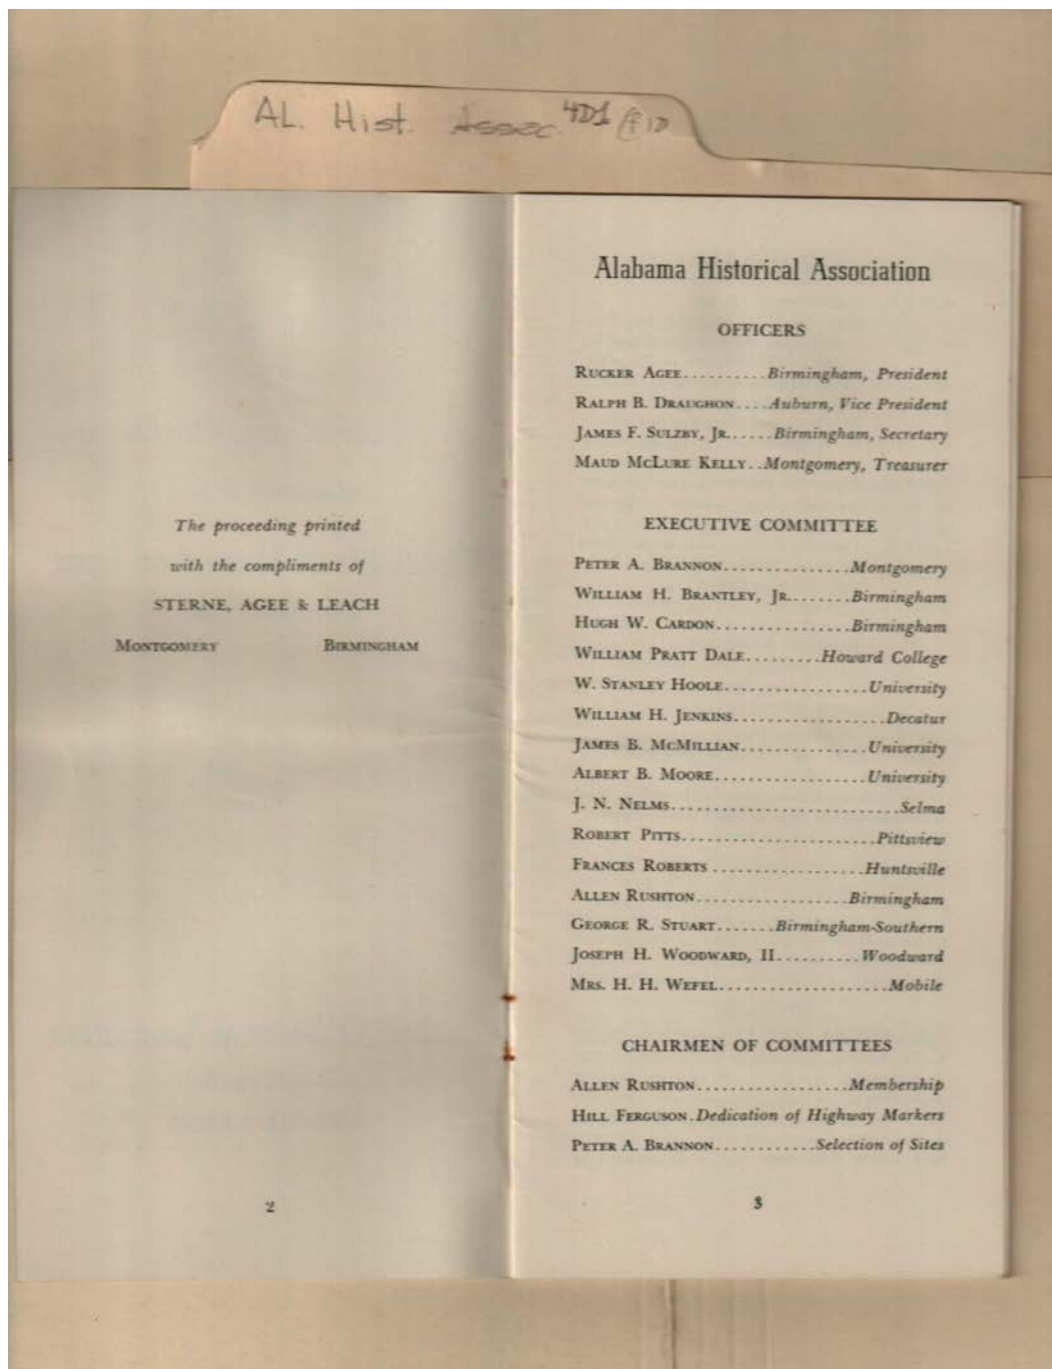 AL. Hist. Assoc. 4D1
The proceeding printed
with the compliments of
STERNE, AGEE & LEACH
MONTGOMERY BIRMINGHAM
2
Alabama Historical Association
OFFICERS
RUCKER AGEE..........Birmingham, President
RALPH B. DRAUGHON....Auburn, Vice President
JAMES F. SULZBY, JR......Birmingham, Secretary
MAUD MCLURE KELLY..Montgomery, Treasurer
EXECUTIVE COMMITTEE
PETER A. BRANNON...............Montgomery
WILLIAM H. BRANTLEY, JR........Birmingham
HUGH W. CARDON................Birmingham
WILLIAM PRATT DALE.........Howard College
W. STANLEY HOOLE.................University
WILLIAM H. JENKINS..................Decatur
JAMES B. MCMILLIAN...............University
ALBERT B. MOORE..................University
J. N. NELMS...........................Selma
ROBERT PITTS.......................Pittsview
FRANCES ROBERTS ..................Huntsville
ALLEN RUSHTON..................Birmingham
GEORGE R. STUART.......Birmingham-Southern
JOSEPH H. WOODWARD, II..........Woodward
MRS. H. H. WEFEL....................Mobile
CHAIRMEN OF COMMITTEES
ALLEN RUSHTON..................Membership
HILL FERGUSON.Dedication of Highway Markers
PETER A. BRANNON............Selection of Sites
3